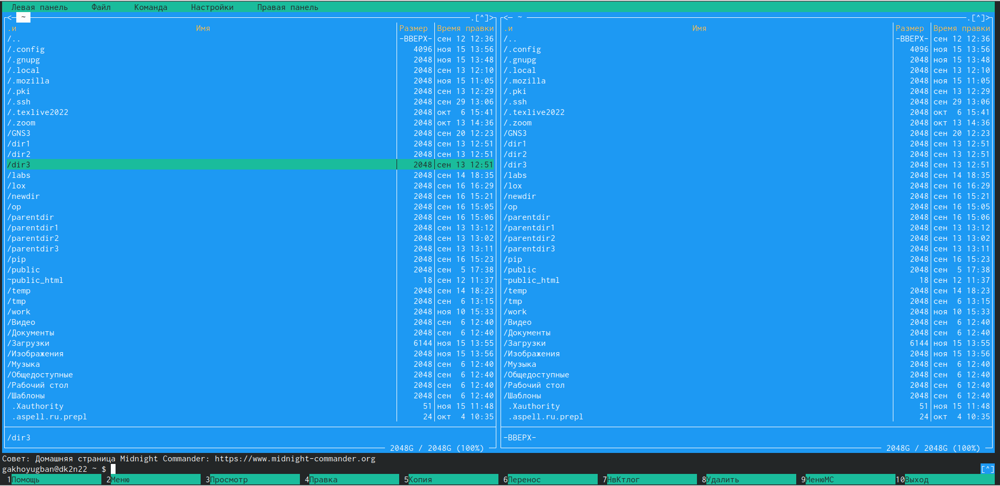 Левая панель Файл Команда Настройки Правая панель
<─ ~ .[^]> <─ ~ .[^]>
.и Имя Размер Время правки .и Имя Размер Время правки
/.. -ВВЕРХ- сен 12 12:36 /.. -ВВЕРХ- сен 12 12:36
/.config 4096 ноя 15 13:56 /.config 4096 ноя 15 13:56
/.gnupg 2048 ноя 15 13:48 /.gnupg 2048 ноя 15 13:48
/.local 2048 сен 13 12:10 /.local 2048 сен 13 12:10
/.mozilla 2048 ноя 15 11:05 /.mozilla 2048 ноя 15 11:05
/.pki 2048 сен 13 12:29 /.pki 2048 сен 13 12:29
/.ssh 2048 сен 29 13:06 /.ssh 2048 сен 29 13:06
/.texlive2022 2048 окт 6 15:41 /.texlive2022 2048 окт 6 15:41
/.zoom 2048 окт 13 14:36 /.zoom 2048 окт 13 14:36
/GNS3 2048 сен 20 12:23 /GNS3 2048 сен 20 12:23
/dir1 2048 сен 13 12:51 /dir1 2048 сен 13 12:51
/dir2 2048 сен 13 12:51 /dir2 2048 сен 13 12:51
/dir3 2048 сен 13 12:51 /dir3 2048 сен 13 12:51
/labs 2048 сен 14 18:35 /labs 2048 сен 14 18:35
/lox 2048 сен 16 16:29 /lox 2048 сен 16 16:29
/newdir 2048 сен 16 15:21 /newdir 2048 сен 16 15:21
/op 2048 сен 16 15:05 /op 2048 сен 16 15:05
/parentdir 2048 сен 16 15:06 /parentdir 2048 сен 16 15:06
/parentdir1 2048 сен 13 13:12 /parentdir1 2048 сен 13 13:12
/parentdir2 2048 сен 13 13:02 /parentdir2 2048 сен 13 13:02
/parentdir3 2048 сен 13 13:11 /parentdir3 2048 сен 13 13:11
/pip 2048 сен 16 15:23 /pip 2048 сен 16 15:23
/public 2048 сен 5 17:38 /public 2048 сен 5 17:38
~public_html 18 сен 12 11:37 ~public_html 18 сен 12 11:37
/temp 2048 сен 14 18:23 /temp 2048 сен 14 18:23
/tmp 2048 сен 6 13:15 /tmp 2048 сен 6 13:15
/work 2048 ноя 10 15:33 /work 2048 ноя 10 15:33
/Видео 2048 сен 6 12:40 /Видео 2048 сен 6 12:40
/Документы 2048 сен 6 12:40 /Документы 2048 сен 6 12:40
/Загрузки 6144 ноя 15 13:55 /Загрузки 6144 ноя 15 13:55
/Изображения 2048 ноя 15 13:56 /Изображения 2048 ноя 15 13:56
/Музыка 2048 сен 6 12:40 /Музыка 2048 сен 6 12:40
/Общедоступные 2048 сен 6 12:40 /Общедоступные 2048 сен 6 12:40
/Рабочий стол 2048 сен 6 12:40 /Рабочий стол 2048 сен 6 12:40
/Шаблоны 2048 сен 6 12:40 /Шаблоны 2048 сен 6 12:40
.Xauthority 51 ноя 15 11:48 .Xauthority 51 ноя 15 11:48
.aspell.ru.prepl 24 окт 4 10:35 .aspell.ru.prepl 24 окт 4 10:35
/dir3 -ВВЕРХ-
2048G / 2048G (100%) 2048G / 2048G (100%)
Совет: Домашняя страница Midnight Commander: https://www.midnight-commander.org
gakhoyugban@dk2n22 ~ $ [^]
1Помощь 2Меню 3Просмотр 4Правка 5Копия 6Перенос 7НвКтлог 8Удалить 9МенюMC 10Выход